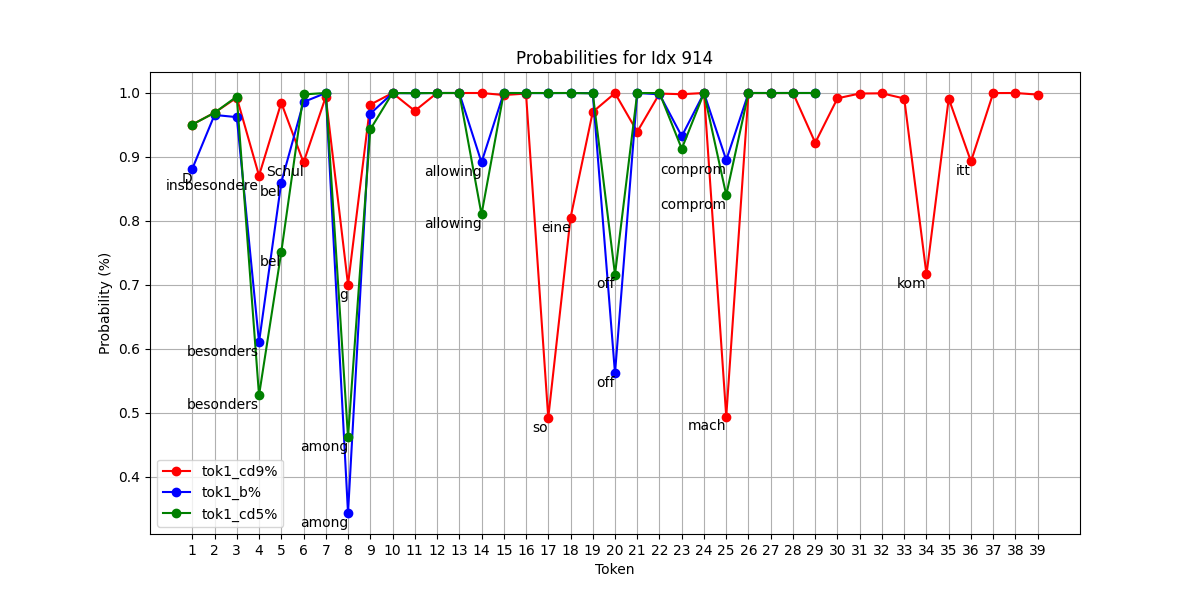 Probabilities for Idx 914
Probability (%)
1.0
0.9
0.8
0.7
0.6
0.5
0.4
D
insbesondere
bei
Schul
bei
besonders
besonders
g
among
among
allowing
allowing
eine
so
off
off
comprom
comprom
mach
kom
itt
tok1_cd9%
tok1_b%
tok1_cd5%
1 2 3 4 5 6 7 8 9 10 11 12 13 14 15 16 17 18 19 20 21 22 23 24 25 26 27 28 29 30 31 32 33 34 35 36 37 38 39
Token